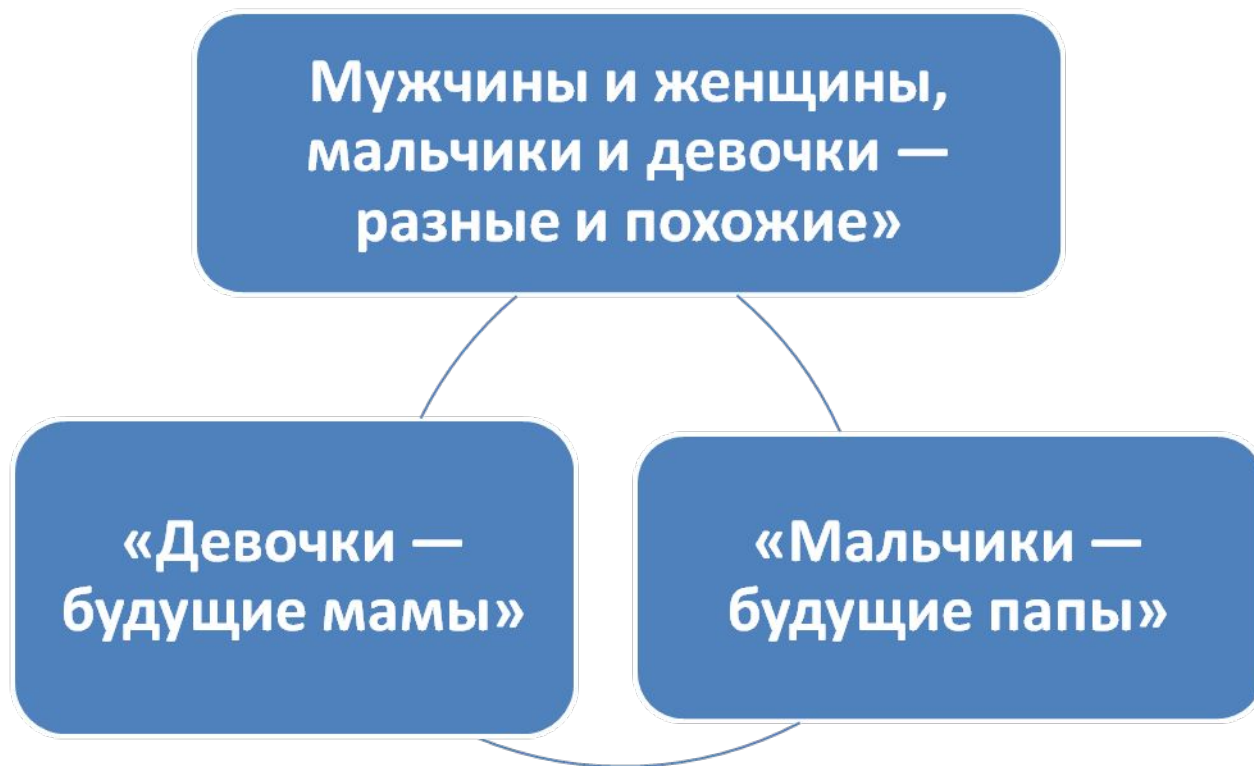 Мужчины и женщины,
мальчики и девочки —
разные и похожие»
«Девочки —
будущие мамы»
«Мальчики —
будущие папы»